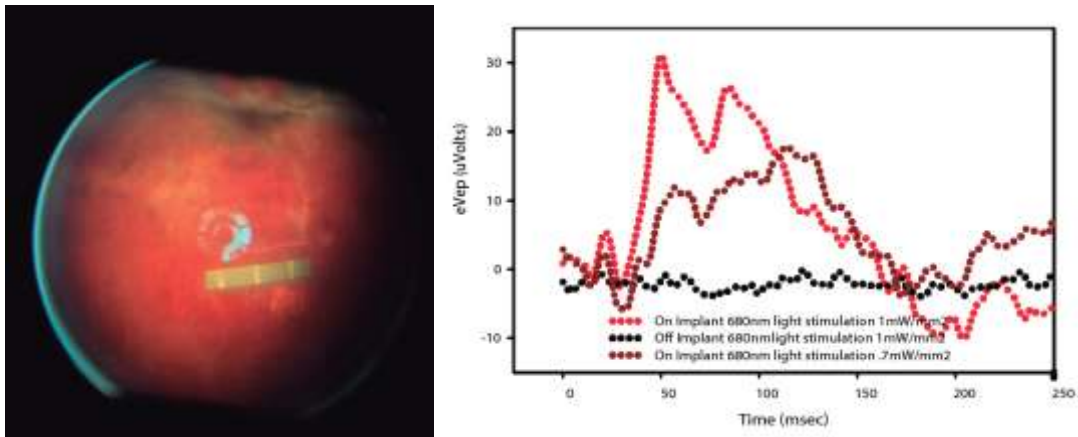 30
20
10
0
-10
eVep (uVolts)
On Implant 680nm light stimulation 1mW/mm2
Off Implant 680nmlight stimulation 1mW/mm2
On Implant 680nm light stimulation .7mW/mm2
0 50 100 150 200 250
Time (msec)